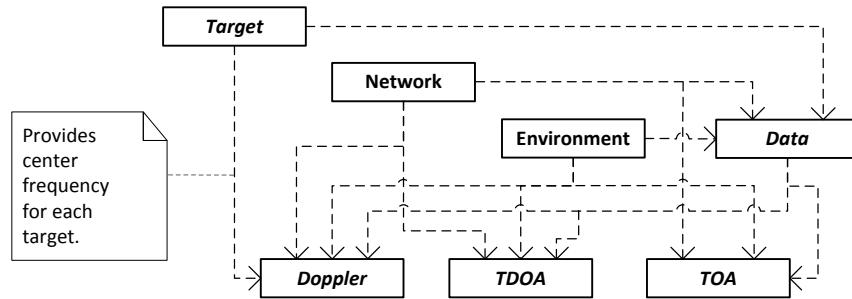 Target
Network
Environment
Data
Provides
center
frequency
for each
target.
Doppler
TDOA
TOA